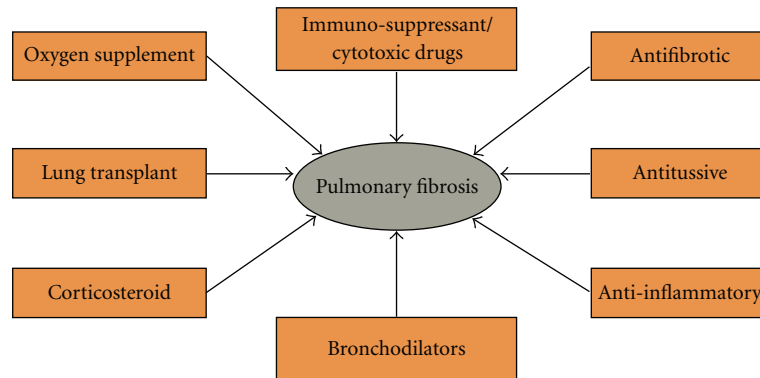 Immuno-suppressant/
cytotoxic drugs
Oxygen supplement
Antifibrotic
Lung transplant
Pulmonary fibrosis
Antitussive
Corticosteroid
Anti-inflammatory
Bronchodilators